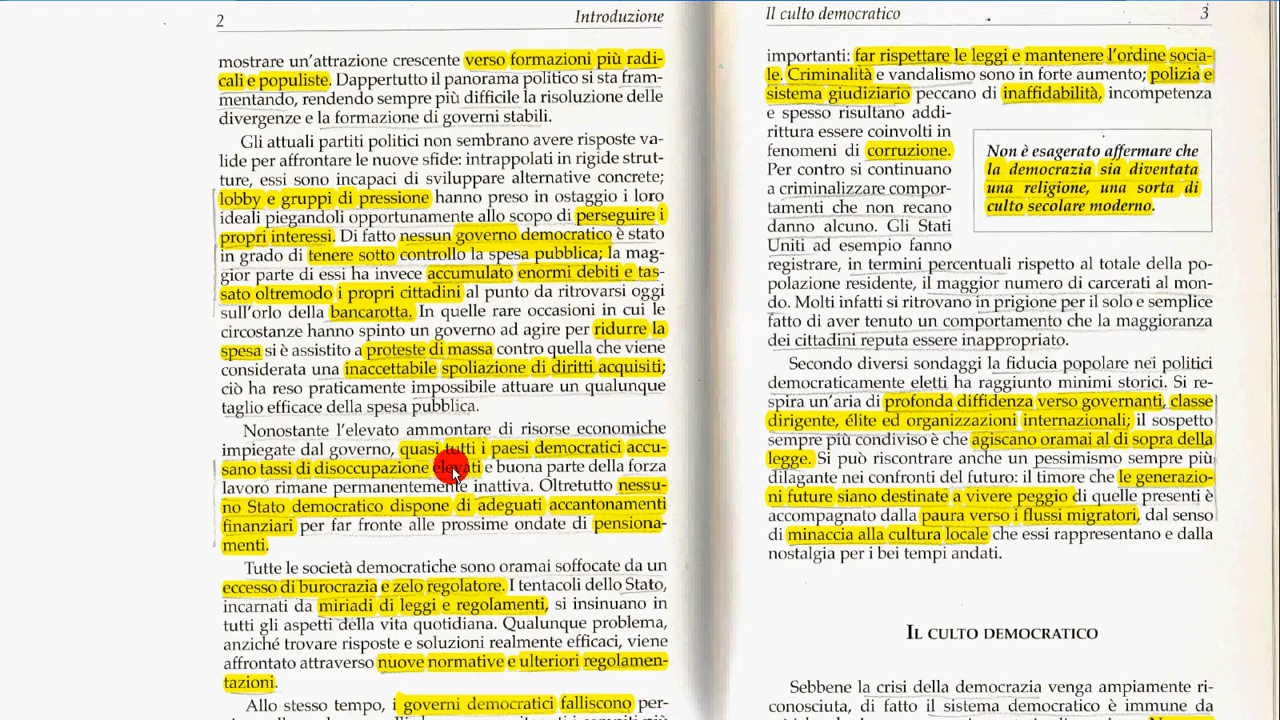 2
Introduzione
mostrare un'attrazione crescente verso formazioni più radi-
cali e populiste. Dappertutto il panorama politico si sta fram-
mentando, rendendo sempre più difficile la risoluzione delle
divergenze e la formazione di governi stabili.
Gli attuali partiti politici non sembrano avere risposte va-
lide per affrontare le nuove sfide: intrappolati in rigide strut-
ture, essi sono incapaci di sviluppare alternative concrete;
lobby e gruppi di pressione hanno preso in ostaggio i loro
ideali piegandoli opportunamente allo scopo di perseguire i
propri interessi. Di fatto nessun governo democratico è stato
in grado di tenere sotto controllo la spesa pubblica; la mag-
gior parte di essi ha invece accumulato enormi debiti e tas-
sato oltremodo i propri cittadini al punto da ritrovarsi oggi
sull'orlo della bancarotta. In quelle rare occasioni in cui le
circostanze hanno spinto un governo ad agire per ridurre la
spesa si è assistito a proteste di massa contro quella che viene
considerata una inaccettabile spoliazione di diritti acquisiti;
ciò ha reso praticamente impossibile attuare un qualunque
taglio efficace della spesa pubblica.
Nonostante l'elevato ammontare di risorse economiche
impiegate dal governo, quasi tutti i paesi democratici accu-
sano tassi di disoccupazione elevati e buona parte della forza
lavoro rimane permanentemente inattiva. Oltretutto nessu-
no Stato democratico dispone di adeguati accantonamenti
finanziari per far fronte alle prossime ondate di pensiona-
menti.
Tutte le società democratiche sono oramai soffocate da un
eccesso di burocrazia e zelo regolatore. I tentacoli dello Stato,
incarnati da miriadi di leggi e regolamenti, si insinuano in
tutti gli aspetti della vita quotidiana. Qualunque problema,
anziché trovare risposte e soluzioni realmente efficaci, viene
affrontato attraverso nuove normative e ulteriori regolamen-
tazioni.
Allo stesso tempo, i governi democratici falliscono per-
Il culto democratico
3
importanti: far rispettare le leggi e mantenere l'ordine socia-
le. Criminalità e vandalismo sono in forte aumento; polizia e
sistema giudiziario peccano di inaffidabilità, incompetenza
e spesso risultano addi-
rittura essere coinvolti in
fenomeni di corruzione.
Per contro si continuano
a criminalizzare compor-
tamenti che non recano
danno alcuno. Gli Stati
Uniti ad esempio fanno
registrare, in termini percentuali rispetto al totale della po-
polazione residente, il maggior numero di carcerati al mon-
do. Molti infatti si ritrovano in prigione per il solo e semplice
fatto di aver tenuto un comportamento che la maggioranza
dei cittadini reputa essere inappropriato.
Non è esagerato affermare che
la democrazia sia diventata
una religione, una sorta di
culto secolare moderno.
Secondo diversi sondaggi la fiducia popolare nei politici
democraticamente eletti ha raggiunto minimi storici. Si re-
spira un'aria di profonda diffidenza verso governanti, classe
dirigente, élite ed organizzazioni internazionali; il sospetto
sempre più condiviso è che agiscano oramai al di sopra della
legge. Si può riscontrare anche un pessimismo sempre più
dilagante nei confronti del futuro: il timore che le generazio-
ni future siano destinate a vivere peggio di quelle presenti è
accompagnato dalla paura verso i flussi migratori, dal senso
di minaccia alla cultura locale che essi rappresentano e dalla
nostalgia per i bei tempi andati.
IL CULTO DEMOCRATICO
Sebbene la crisi della democrazia venga ampiamente ri-
conosciuta, di fatto il sistema democratico è immune da